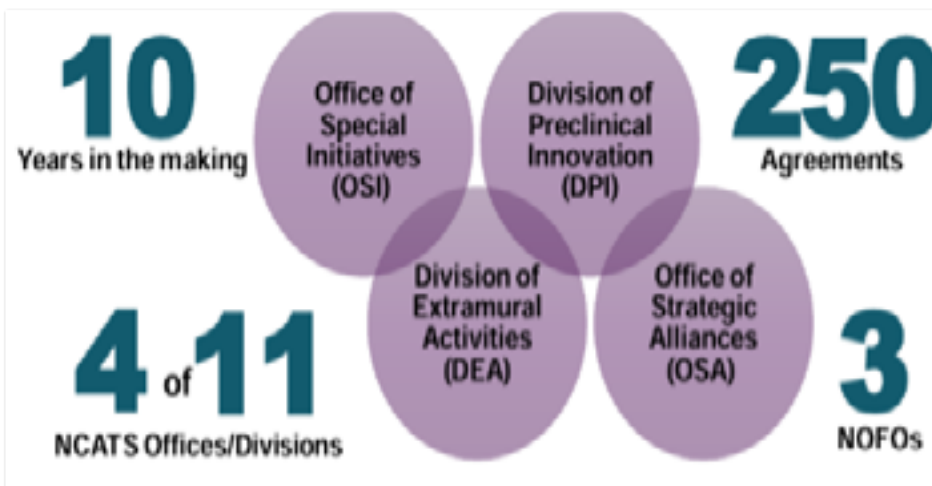 10
Years in the making
Office of
Special
Initiatives
(OSI)
Division of
Preclinical
Innovation
(DPI)
250
Agreements
4 of 11
NCATS Offices/Divisions
Division of
Extramural
Activities
(DEA)
Office of
Strategic
Alliances
(OSA)
3
NOFOs